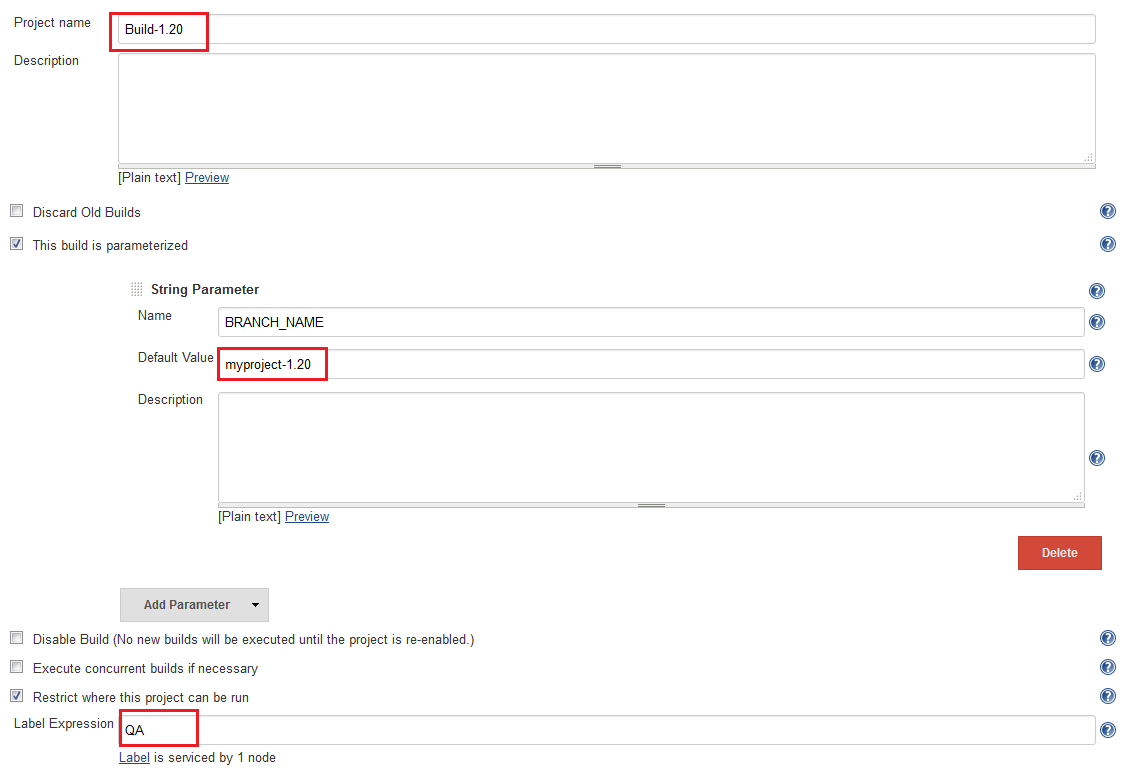 Project name
Build-1.20
Description
[Plain text] Preview
Discard Old Builds
This build is parameterized
String Parameter
Name
BRANCH_NAME
Default Value
myproject-1.20
Description
[Plain text] Preview
Delete
Add Parameter
Disable Build (No new builds will be executed until the project is re-enabled.)
Execute concurrent builds if necessary
Restrict where this project can be run
Label Expression
QA
Label is serviced by 1 node